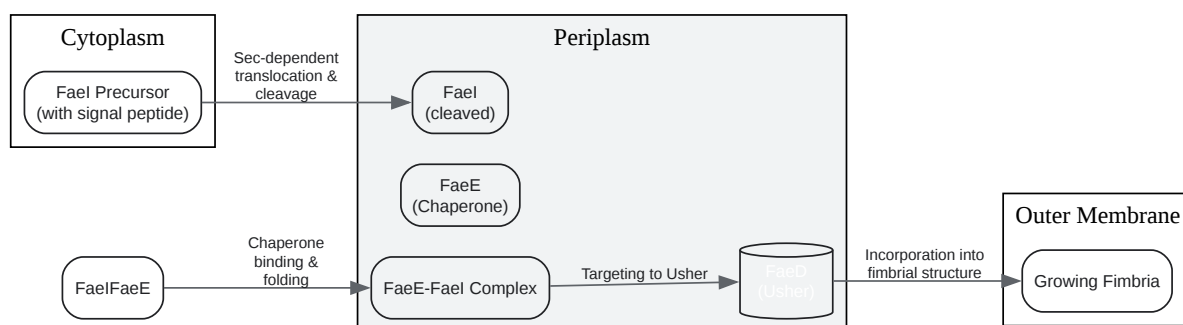 Cytoplasm
Periplasm
Sec-dependent
translocation &
cleavage
FaeI Precursor
(with signal peptide)
FaeI
(cleaved)
FaeE
(Chaperone)
Outer Membrane
Chaperone
binding &
folding
Targeting to Usher
Incorporation into
fimbrial structure
FaeIFaeE
FaeE-FaeI Complex
FaeD
(Usher)
Growing Fimbria